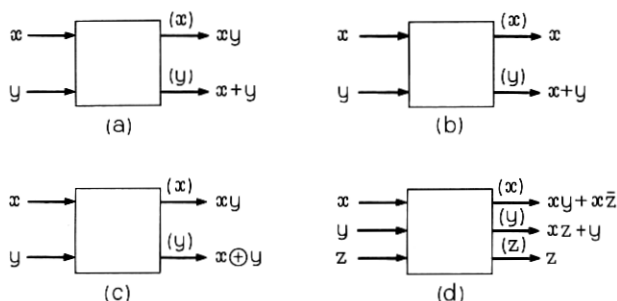 x (x) xy
y (y) x+y
(a)
x (x) x
y (y) x+y
(b)
x (x) xy
y (y) x⊕y
(c)
x (x) xy+xz̄
y (y) xz+y
z (z) z
(d)